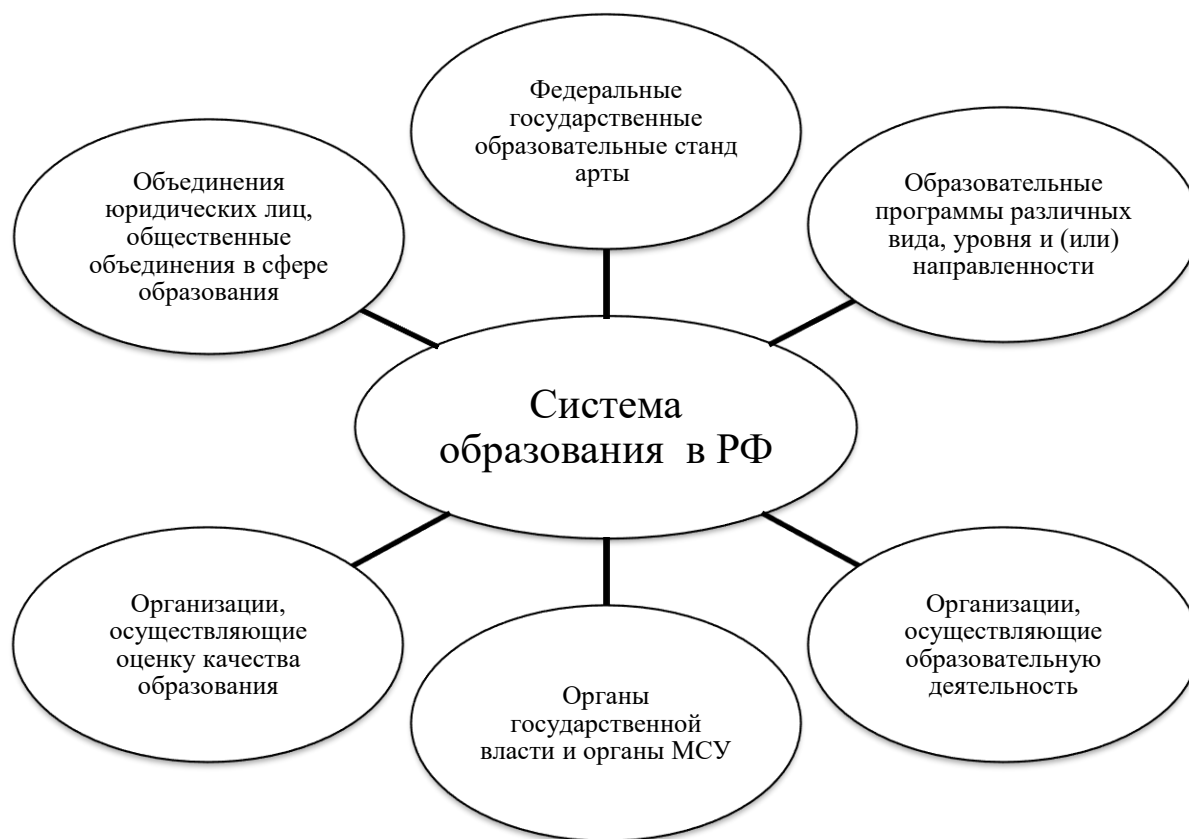 Федеральные
государственные
образовательные станд
арты
Объединения
юридических лиц,
общественные
объединения в сфере
образования
Образовательные
программы различных
вида, уровня и (или)
направленности
Система
образования  в РФ
Организации,
осуществляющие
оценку качества
образования
Органы
государственной
власти и органы МСУ
Организации,
осуществляющие
образовательную
деятельность